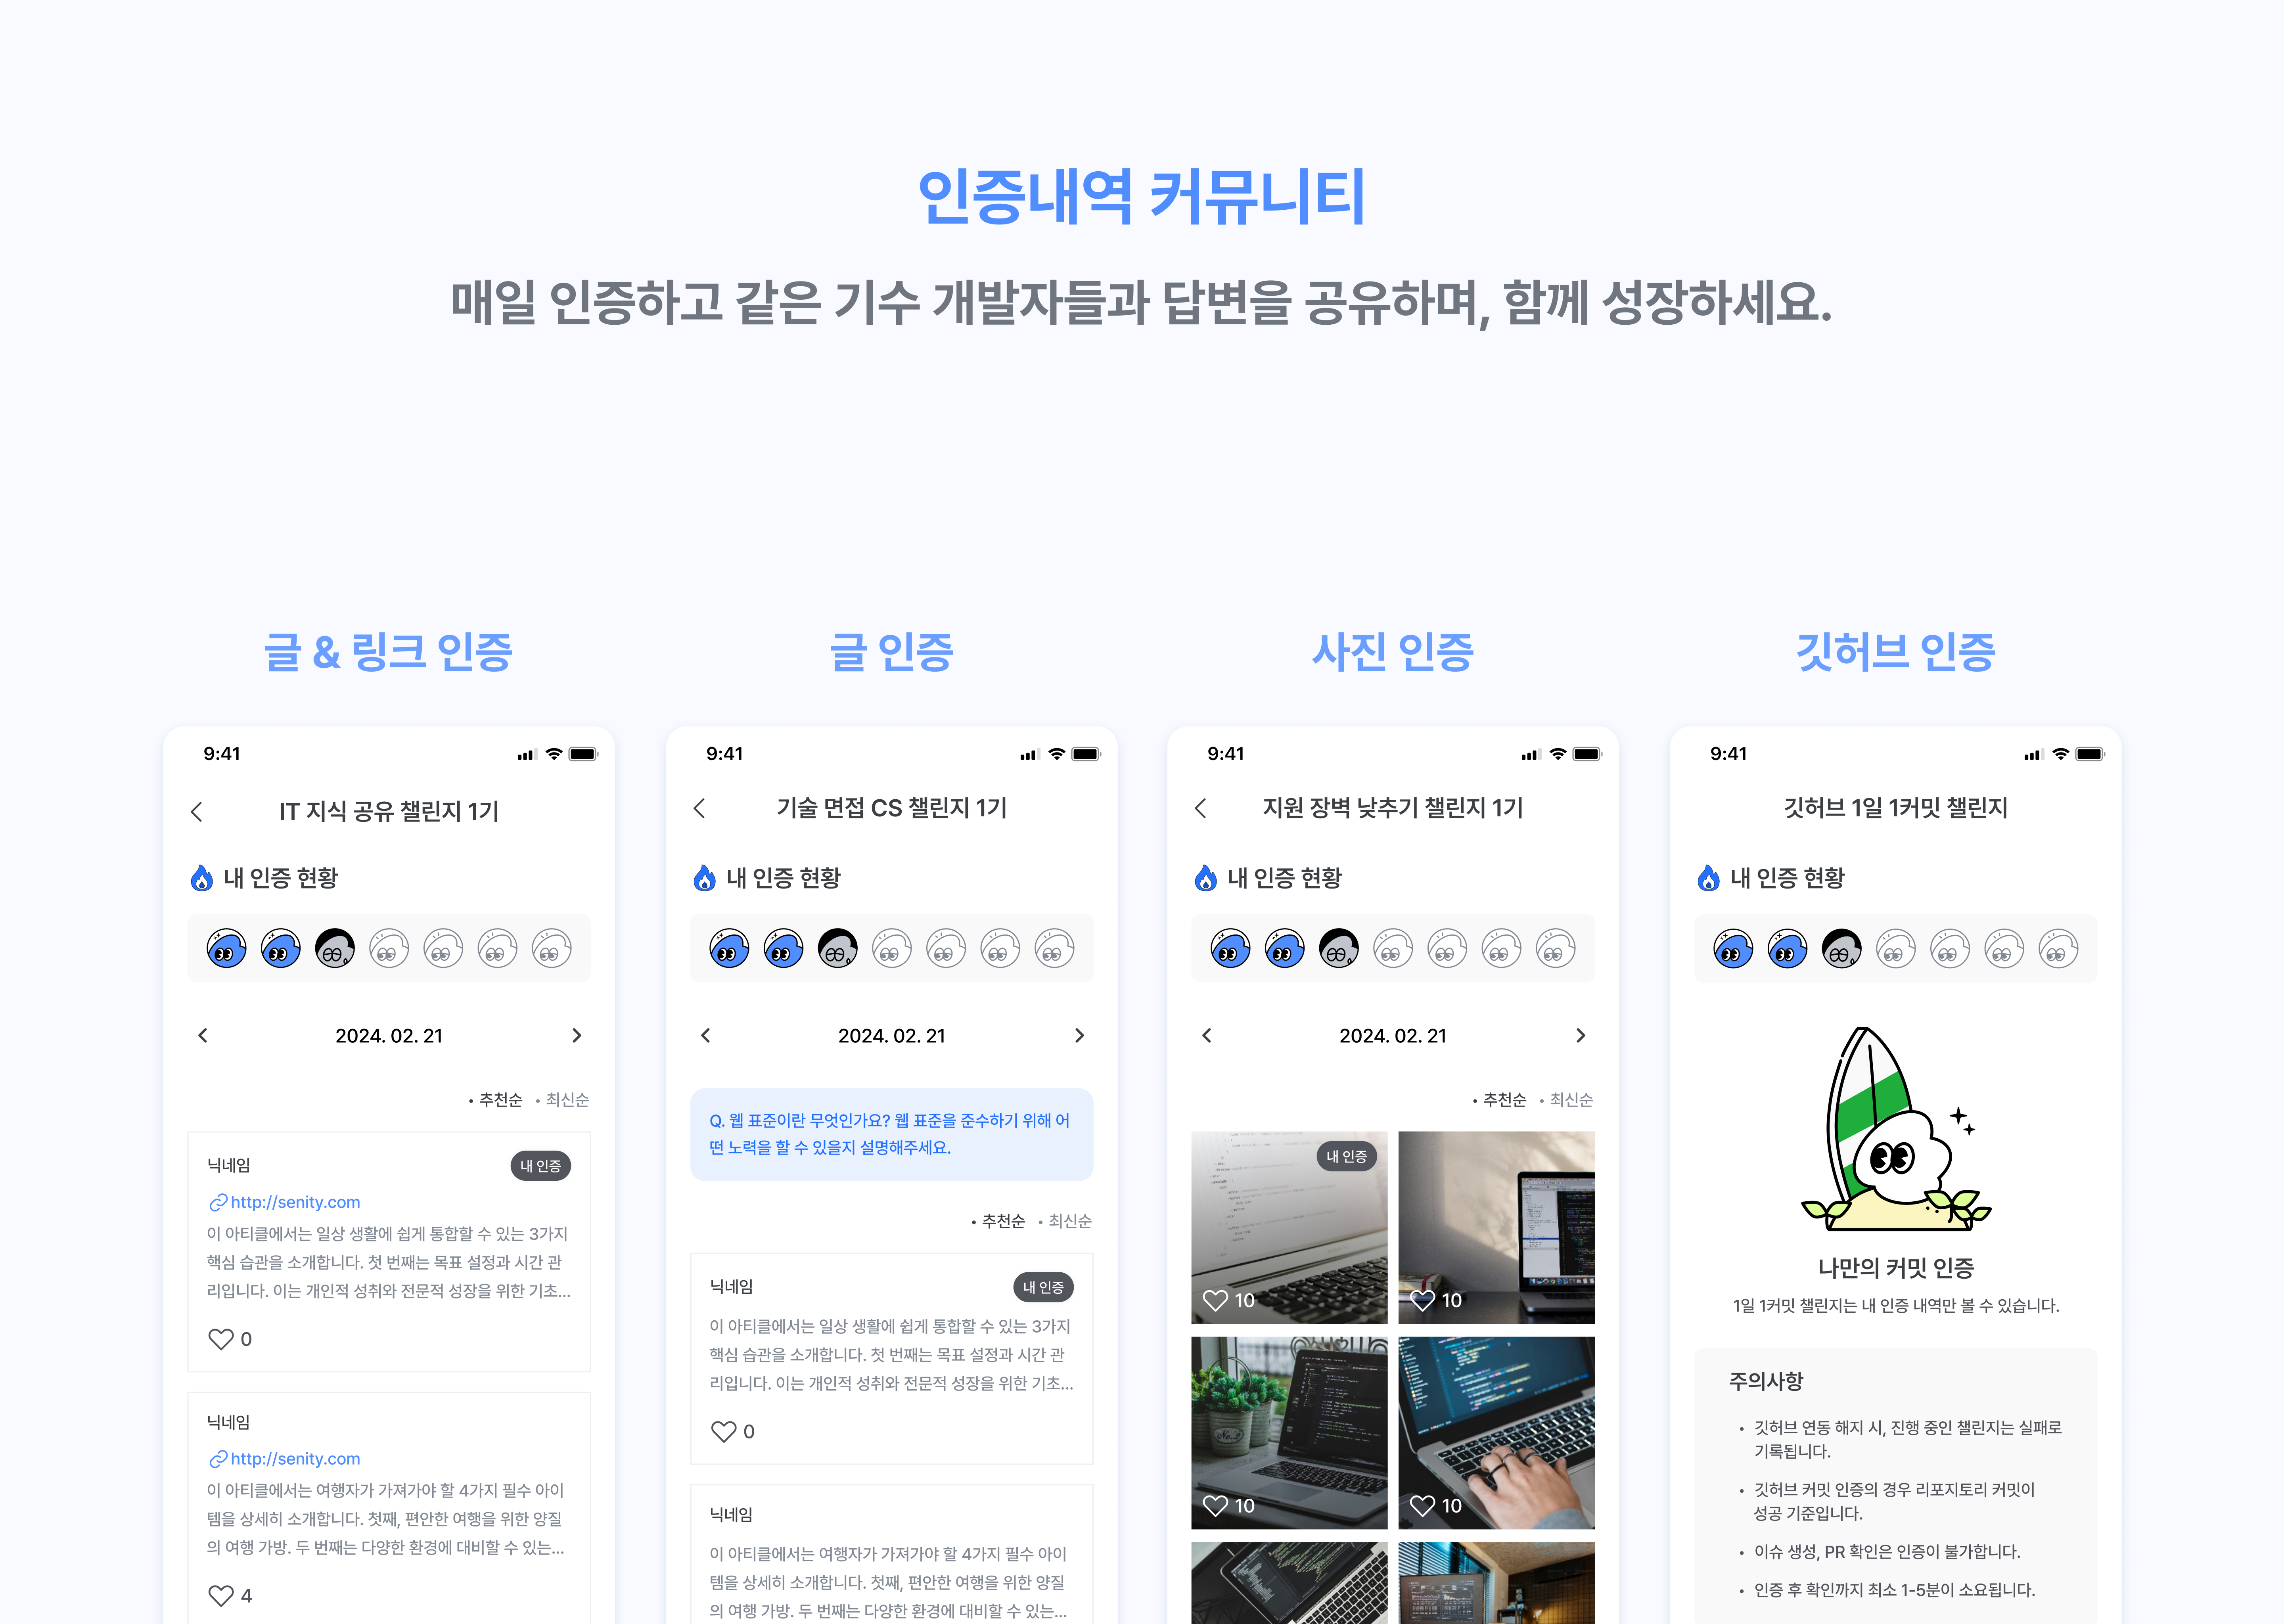 인증내역 커뮤니티
매일 인증하고 같은 기수 개발자들과 답변을 공유하며, 함께 성장하세요.
글 & 링크 인증
9:41
IT 지식 공유 챌린지 1기
내 인증 현황
2024. 02. 21
• 추천순 • 최신순
닉네임
내 인증
http://senity.com
이 아티클에서는 일상 생활에 쉽게 통합할 수 있는 3가지
핵심 습관을 소개합니다. 첫 번째는 목표 설정과 시간 관
리입니다. 이는 개인적 성취와 전문적 성장을 위한 기초...
0
닉네임
http://senity.com
이 아티클에서는 여행자가 가져가야 할 4가지 필수 아이
템을 상세히 소개합니다. 첫째, 편안한 여행을 위한 양질
의 여행 가방. 두 번째는 다양한 환경에 대비할 수 있는...
4
글 인증
9:41
기술 면접 CS 챌린지 1기
내 인증 현황
2024. 02. 21
Q. 웹 표준이란 무엇인가요? 웹 표준을 준수하기 위해 어
떤 노력을 할 수 있을지 설명해주세요.
• 추천순 • 최신순
닉네임
내 인증
이 아티클에서는 일상 생활에 쉽게 통합할 수 있는 3가지
핵심 습관을 소개합니다. 첫 번째는 목표 설정과 시간 관
리입니다. 이는 개인적 성취와 전문적 성장을 위한 기초...
0
닉네임
이 아티클에서는 여행자가 가져가야 할 4가지 필수 아이
템을 상세히 소개합니다. 첫째, 편안한 여행을 위한 양질
의 여행 가방. 두 번째는 다양한 환경에 대비할 수 있는...
사진 인증
9:41
지원 장벽 낮추기 챌린지 1기
내 인증 현황
2024. 02. 21
• 추천순 • 최신순
내 인증
10
10
10
10
깃허브 인증
9:41
깃허브 1일 1커밋 챌린지
내 인증 현황
나만의 커밋 인증
1일 1커밋 챌린지는 내 인증 내역만 볼 수 있습니다.
주의사항
• 깃허브 연동 해지 시, 진행 중인 챌린지는 실패로
기록됩니다.
• 깃허브 커밋 인증의 경우 리포지토리 커밋이
성공 기준입니다.
• 이슈 생성, PR 확인은 인증이 불가합니다.
• 인증 후 확인까지 최소 1-5분이 소요됩니다.